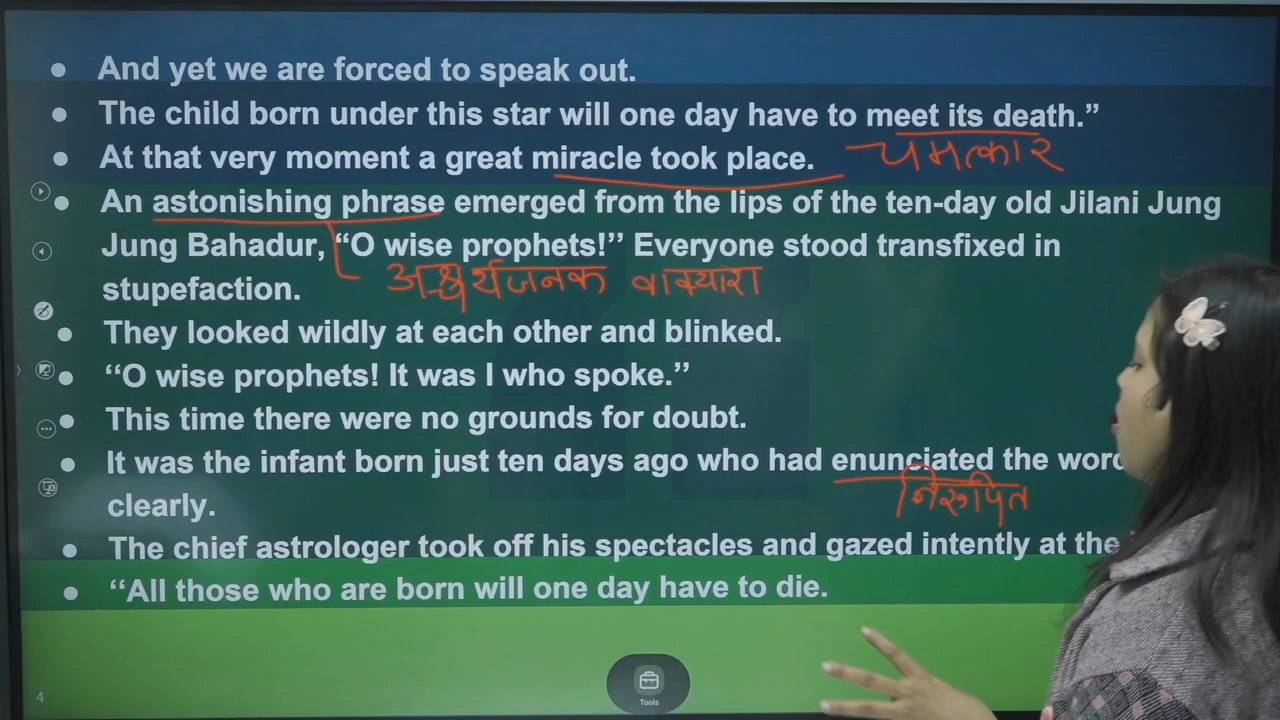 And yet we are forced to speak out.
The child born under this star will one day have to meet its death.”
At that very moment a great miracle took place. चमत्कार
An astonishing phrase emerged from the lips of the ten-day old Jilani Jung
Jung Bahadur, “O wise prophets!” Everyone stood transfixed in
आश्चर्यजनक वाक्यांश
stupefaction.
They looked wildly at each other and blinked.
“O wise prophets! It was I who spoke.”
This time there were no grounds for doubt.
It was the infant born just ten days ago who had enunciated the
निरूपित
clearly.
The chief astrologer took off his spectacles and gazed intently at the
“All those who are born will one day have to die.
4
Tools